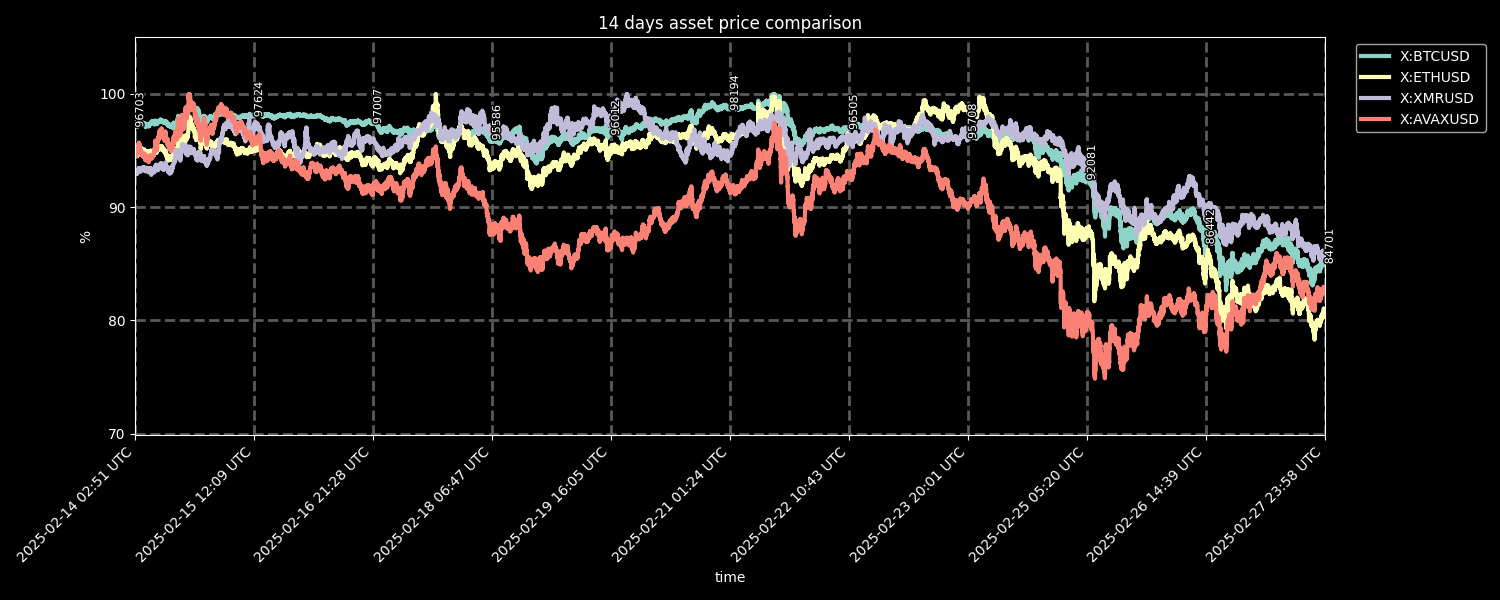 14 days asset price comparison
X:BTCUSD
X:ETHUSD
X:XMRUSD
X:AVAXUSD
100
90
80
70
%
96703
97624
97007
95586
96012
98194
96505
95708
92081
86442
84701
2025-02-14 02:51 UTC
2025-02-15 12:09 UTC
2025-02-16 21:28 UTC
2025-02-18 06:47 UTC
2025-02-19 16:05 UTC
2025-02-21 01:24 UTC
2025-02-22 10:43 UTC
2025-02-23 20:01 UTC
2025-02-25 05:20 UTC
2025-02-26 14:39 UTC
2025-02-27 23:58 UTC
time